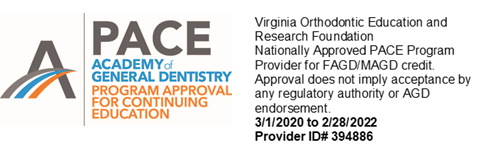 PACE
ACADEMY of
GENERAL DENTISTRY
PROGRAM APPROVAL
FOR CONTINUING
EDUCATION
Virginia Orthodontic Education and
Research Foundation
Nationally Approved PACE Program
Provider for FAGD/MAGD credit.
Approval does not imply acceptance by
any regulatory authority or AGD
endorsement.
3/1/2020 to 2/28/2022
Provider ID# 394886